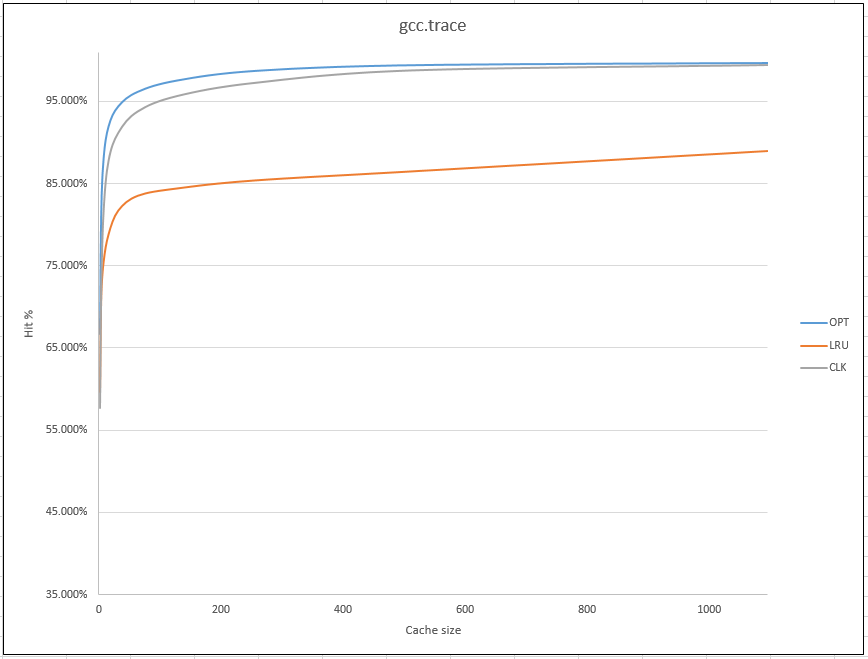 gcc.trace
95.000%
85.000%
75.000%
65.000%
55.000%
45.000%
35.000%
Hit %
0 200 400 600 800 1000
Cache size
OPT
LRU
CLK